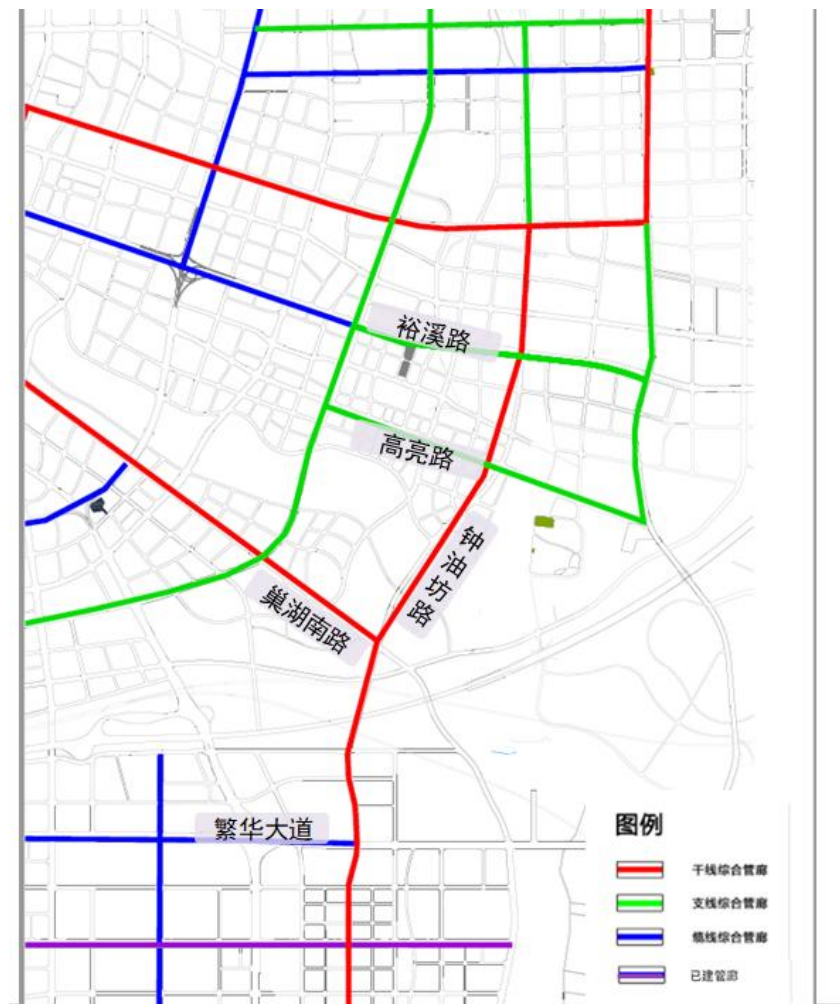 裕溪路
高亮路
钟油坊路
巢湖南路
繁华大道
图例
干线综合管廊
支线综合管廊
缆线综合管廊
已建管廊